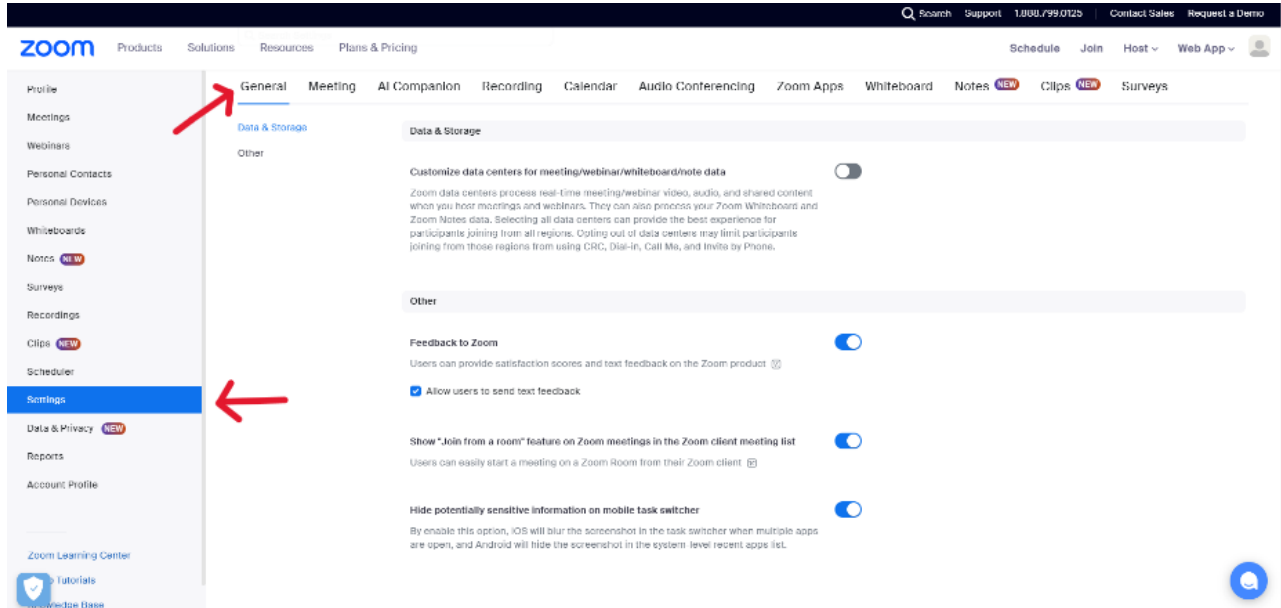 Search Support 1.888.799.0125 Contact Sales Request a Demo
zoom Products Solutions Resources Plans & Pricing Schedule Join Host Web App
General Meeting AI Companion Recording Calendar Audio Conferencing Zoom Apps Whiteboard Notes NEW Clips NEW Surveys
Profile
Meetings
Webinars
Personal Contacts
Personal Devices
Whiteboards
Notes NEW
Surveys
Recordings
Clips NEW
Scheduler
Settings
Data & Privacy NEW
Reports
Account Profile
Zoom Learning Center
Tutorials
Knowledge Base
Data & Storage
Other
Data & Storage
Customize data centers for meeting/webinar/whiteboard/note data
Zoom data centers process real-time meeting/webinar video, audio, and shared content
when you host meetings and webinars. They can also process your Zoom Whiteboard and
Zoom Notes data. Selecting all data centers can provide the best experience for
participants joining from all regions. Opting out of data centers may limit participants
joining from those regions from using CRC, Dial-in, Call Me, and Invite by Phone.
Other
Feedback to Zoom
Users can provide satisfaction scores and text feedback on the Zoom product
Allow users to send text feedback
Show "Join from a room" feature on Zoom meetings in the Zoom client meeting list
Users can easily start a meeting on a Zoom Room from their Zoom client
Hide potentially sensitive information on mobile task switcher
By enable this option, iOS will blur the screenshot in the task switcher when multiple apps
are open, and Android will hide the screenshot in the system-level recent apps list.